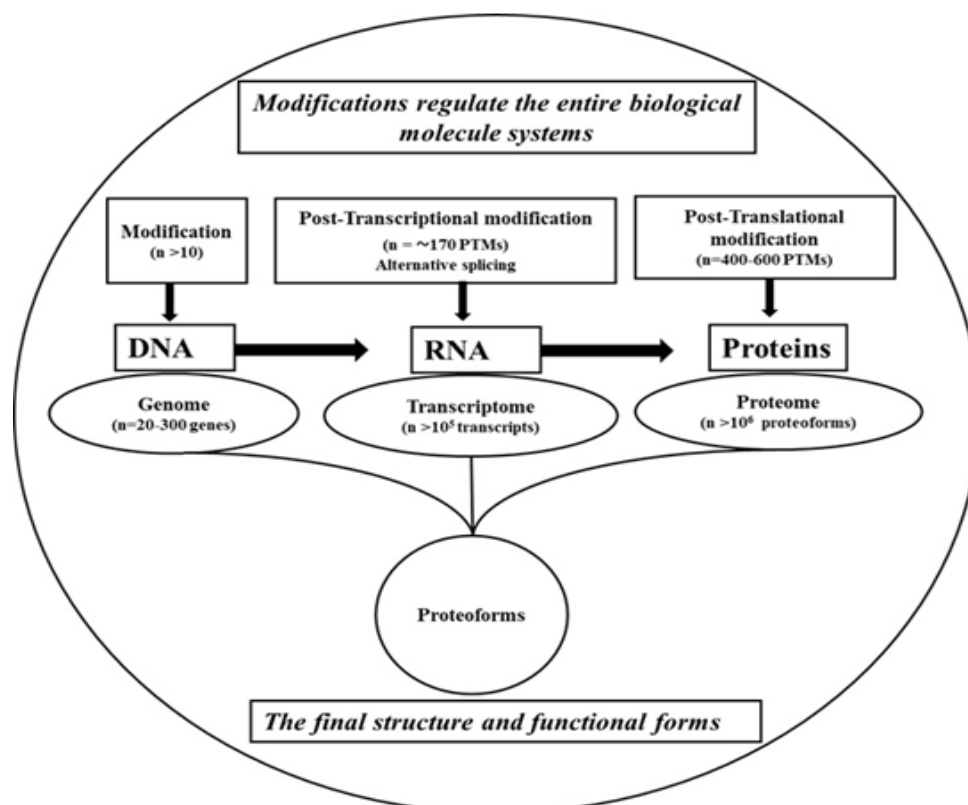 Modifications regulate the entire biological
molecule systems
Modification
(n >10)
Post-Transcriptional modification
(n = ~170 PTMs)
Alternative splicing
Post-Translational
modification
(n=400-600 PTMs)
DNA
RNA
Proteins
Genome
(n=20-300 genes)
Transcriptome
(n >10⁵ transcripts)
Proteome
(n >10⁶ proteoforms)
Proteoforms
The final structure and functional forms